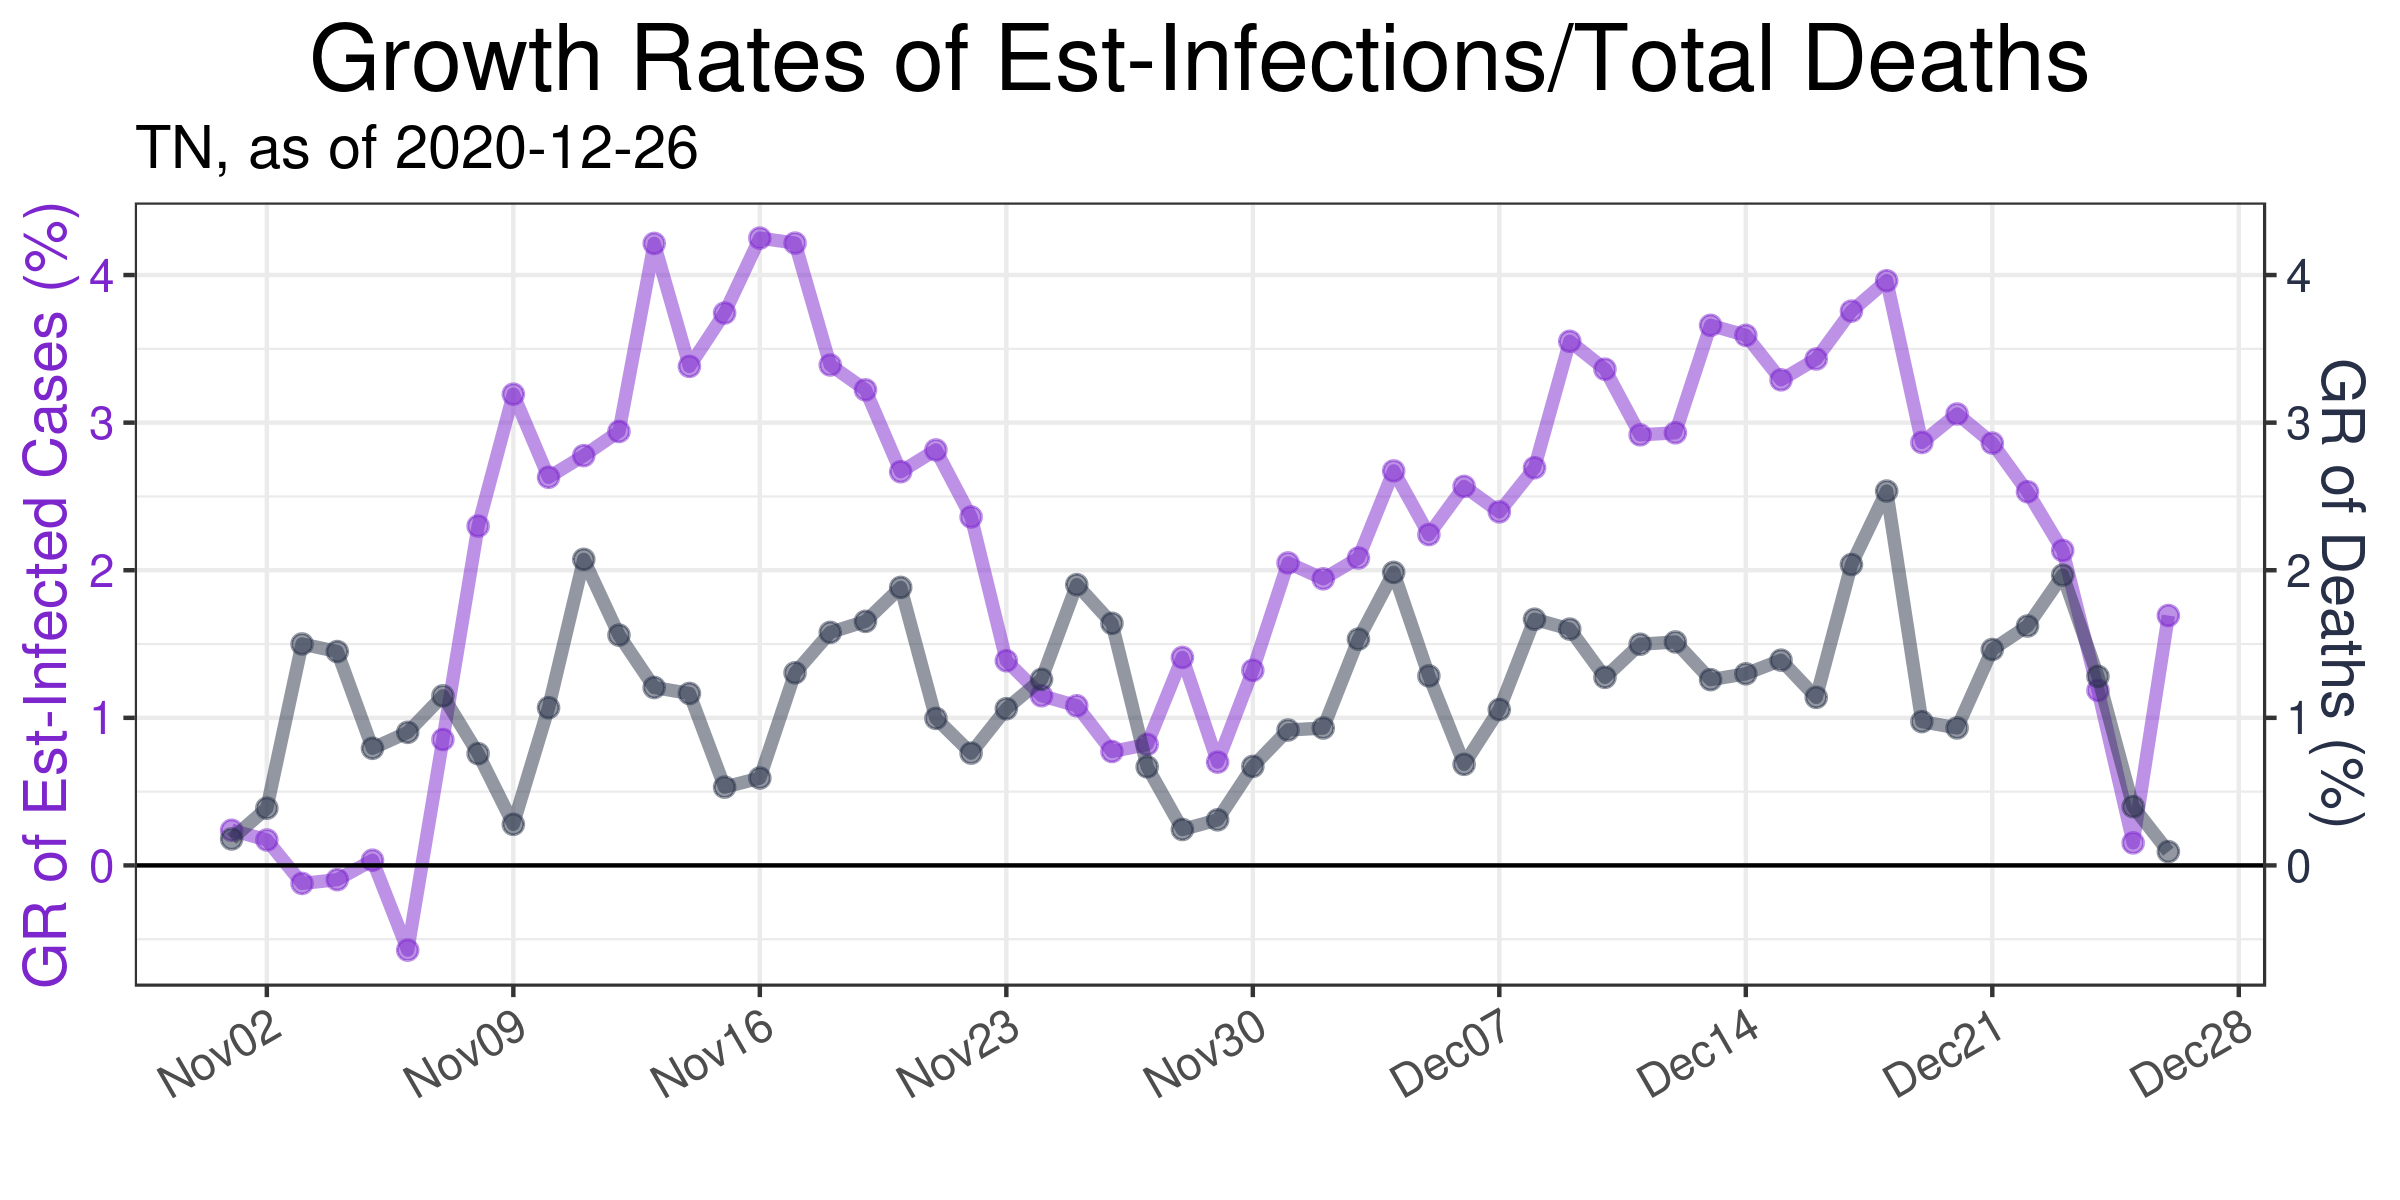 Growth Rates of Est-Infections/Total Deaths
TN, as of 2020-12-26
GR of Est-Infected Cases (%)
4
3
2
1
0
4
3
2
1
0
GR of Deaths (%)
Nov02
Nov09
Nov16
Nov23
Nov30
Dec07
Dec14
Dec21
Dec28